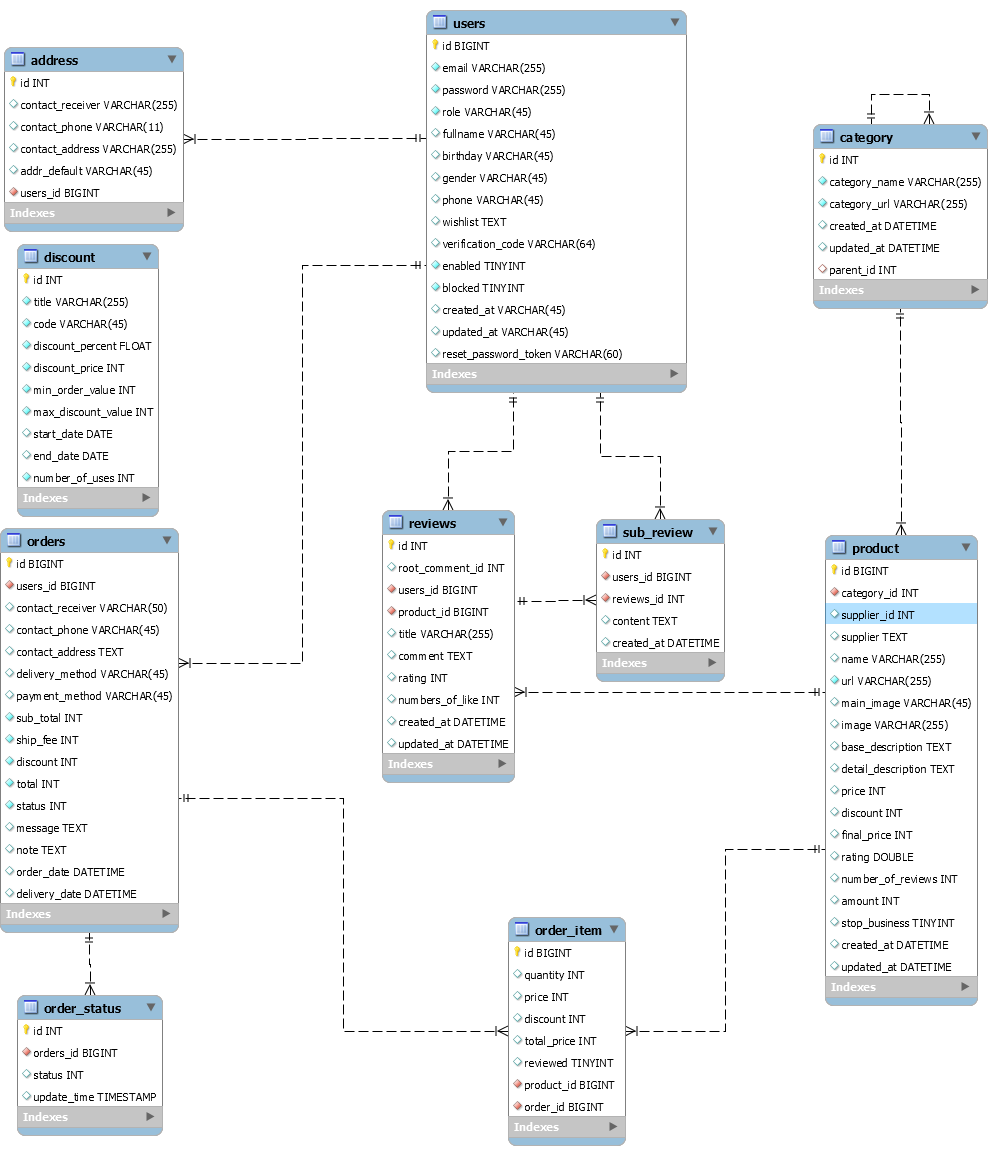 users
id BIGINT
email VARCHAR(255)
password VARCHAR(255)
role VARCHAR(45)
fullname VARCHAR(45)
birthday VARCHAR(45)
gender VARCHAR(45)
phone VARCHAR(45)
wishlist TEXT
verification_code VARCHAR(64)
enabled TINYINT
blocked TINYINT
created_at VARCHAR(45)
updated_at VARCHAR(45)
reset_password_token VARCHAR(60)
Indexes
address
id INT
contact_receiver VARCHAR(255)
contact_phone VARCHAR(11)
contact_address VARCHAR(255)
addr_default VARCHAR(45)
users_id BIGINT
Indexes
category
id INT
category_name VARCHAR(255)
category_url VARCHAR(255)
created_at DATETIME
updated_at DATETIME
parent_id INT
Indexes
discount
id INT
title VARCHAR(255)
code VARCHAR(45)
discount_percent FLOAT
discount_price INT
min_order_value INT
max_discount_value INT
start_date DATE
end_date DATE
number_of_uses INT
Indexes
orders
id BIGINT
users_id BIGINT
contact_receiver VARCHAR(50)
contact_phone VARCHAR(45)
contact_address TEXT
delivery_method VARCHAR(45)
payment_method VARCHAR(45)
sub_total INT
ship_fee INT
discount INT
total INT
status INT
message TEXT
note TEXT
order_date DATETIME
delivery_date DATETIME
Indexes
reviews
id INT
root_comment_id INT
users_id BIGINT
product_id BIGINT
title VARCHAR(255)
comment TEXT
rating INT
numbers_of_like INT
created_at DATETIME
updated_at DATETIME
Indexes
sub_review
id INT
users_id BIGINT
reviews_id INT
content TEXT
created_at DATETIME
Indexes
product
id BIGINT
category_id INT
supplier_id INT
supplier TEXT
name VARCHAR(255)
url VARCHAR(255)
main_image VARCHAR(45)
image VARCHAR(255)
base_description TEXT
detail_description TEXT
price INT
discount INT
final_price INT
rating DOUBLE
number_of_reviews INT
amount INT
stop_business TINYINT
created_at DATETIME
updated_at DATETIME
Indexes
order_item
id BIGINT
quantity INT
price INT
discount INT
total_price INT
reviewed TINYINT
product_id BIGINT
order_id BIGINT
Indexes
order_status
id INT
orders_id BIGINT
status INT
update_time TIMESTAMP
Indexes